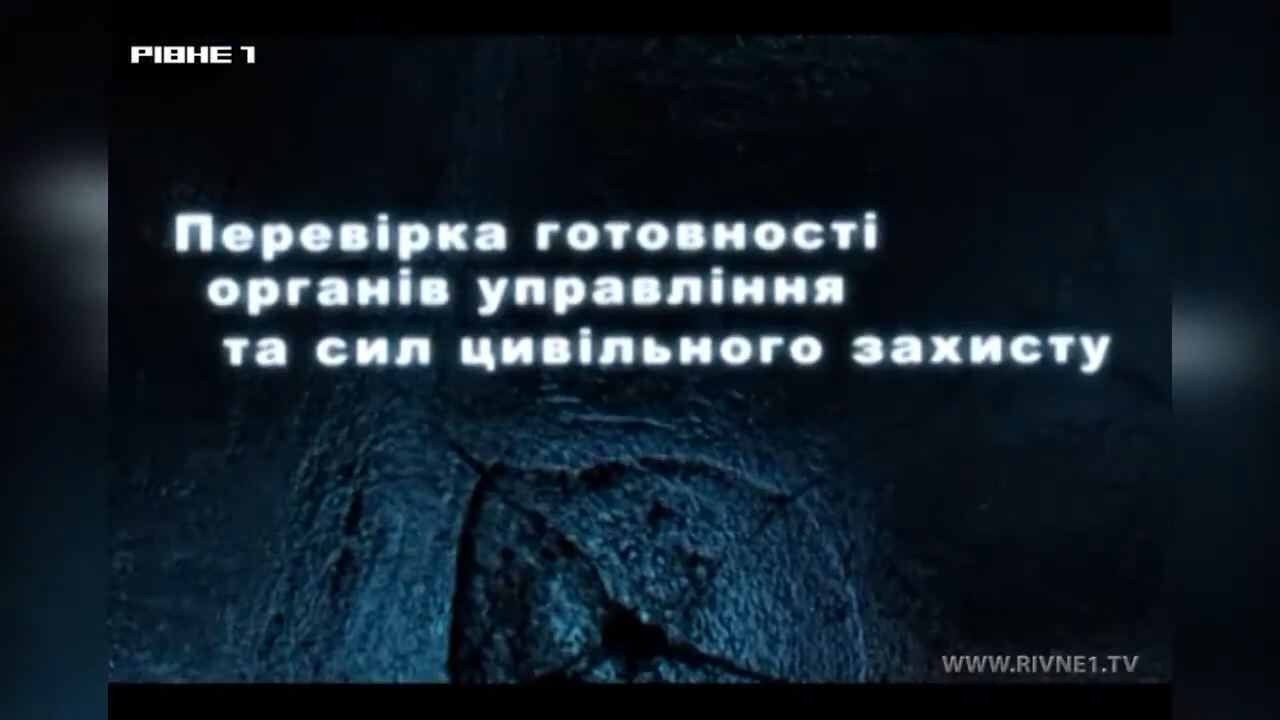 РІВНЕ 1
Перевірка готовності
органів управління
та сил цивільного захисту
WWW.RIVNE1.TV